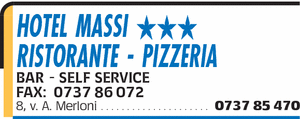 HOTEL MASSI ★★★
RISTORANTE - PIZZERIA
BAR - SELF SERVICE
FAX: 0737 86 072
8, v. A. Merloni ..................... 0737 85 470